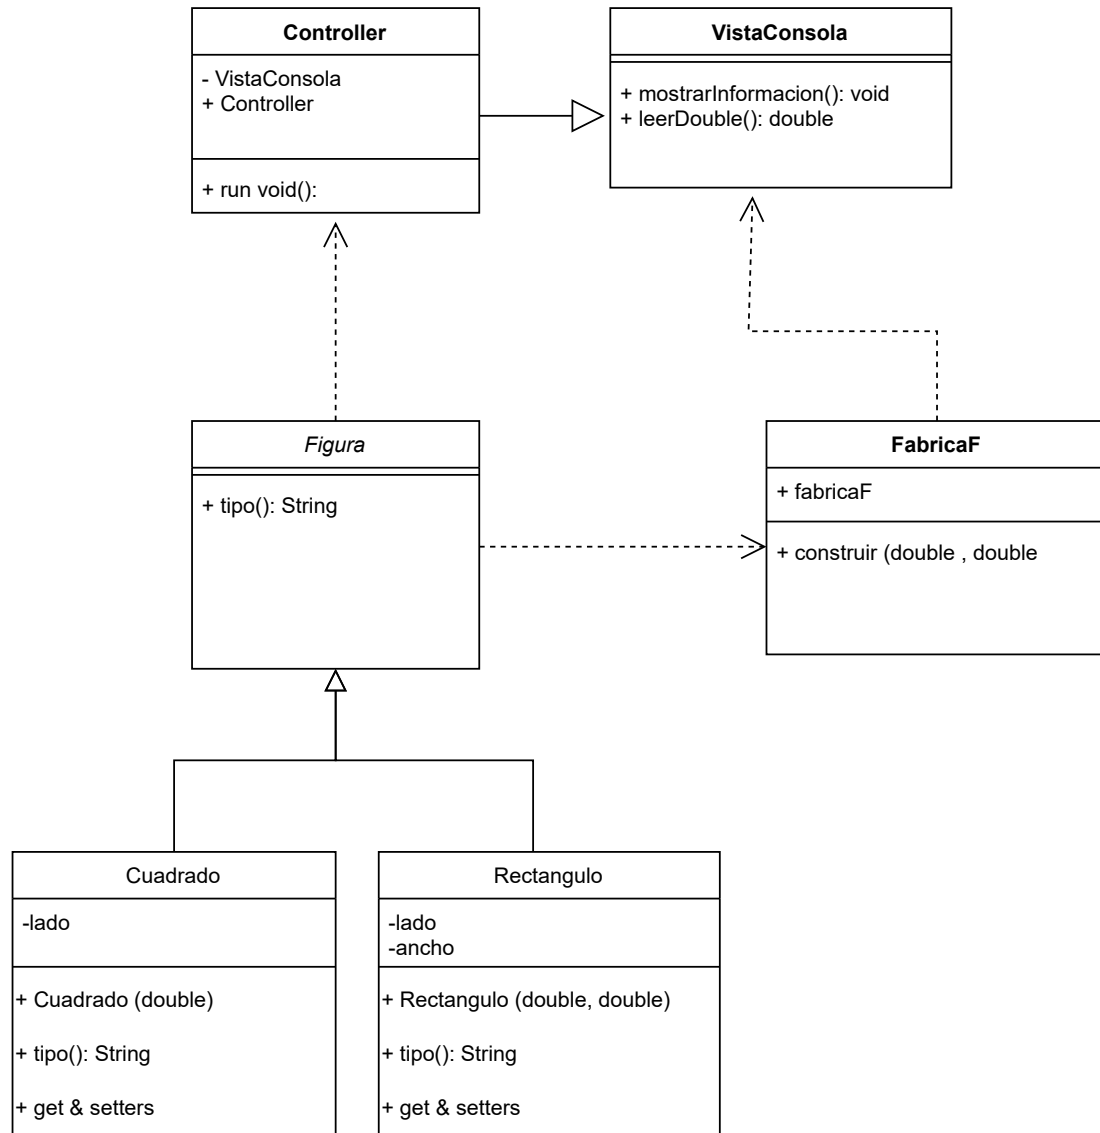 Controller
- VistaConsola
+ Controller
+ run void():
VistaConsola
+ mostrarInformacion(): void
+ leerDouble(): double
Figura
+ tipo(): String
FabricaF
+ fabricaF
+ construir (double , double
Cuadrado
-lado
+ Cuadrado (double)
+ tipo(): String
+ get & setters
Rectangulo
-lado
-ancho
+ Rectangulo (double, double)
+ tipo(): String
+ get & setters